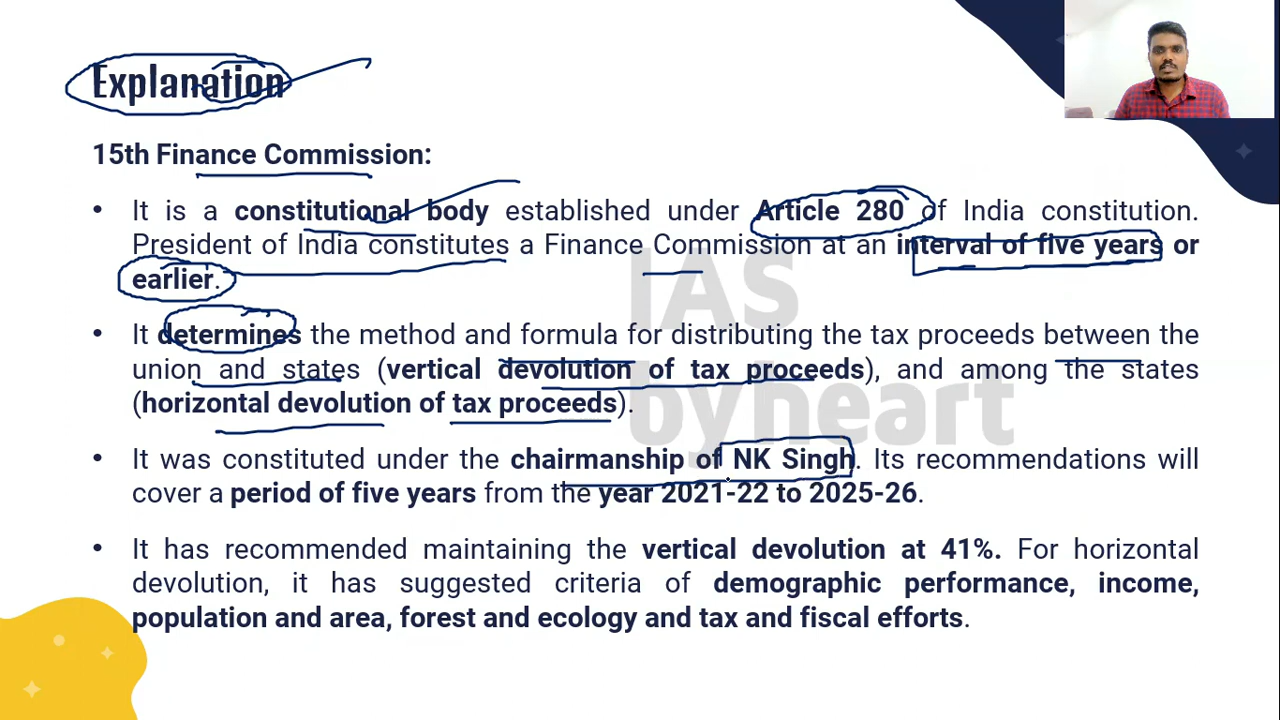 Explanation
15th Finance Commission:
• It is a constitutional body established under Article 280 of India constitution.
President of India constitutes a Finance Commission at an interval of five years or
earlier.
• It determines the method and formula for distributing the tax proceeds between the
union and states (vertical devolution of tax proceeds), and among the states
(horizontal devolution of tax proceeds).
• It was constituted under the chairmanship of NK Singh. Its recommendations will
cover a period of five years from the year 2021-22 to 2025-26.
• It has recommended maintaining the vertical devolution at 41%. For horizontal
devolution, it has suggested criteria of demographic performance, income,
population and area, forest and ecology and tax and fiscal efforts.
IAS
byheart